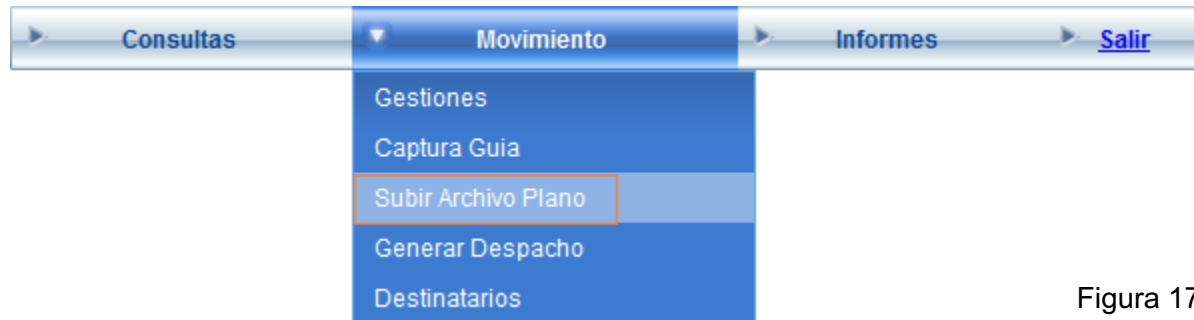 Consultas Movimiento Informes Salir
Gestiones
Captura Guia
Subir Archivo Plano
Generar Despacho
Destinatarios
Figura 17